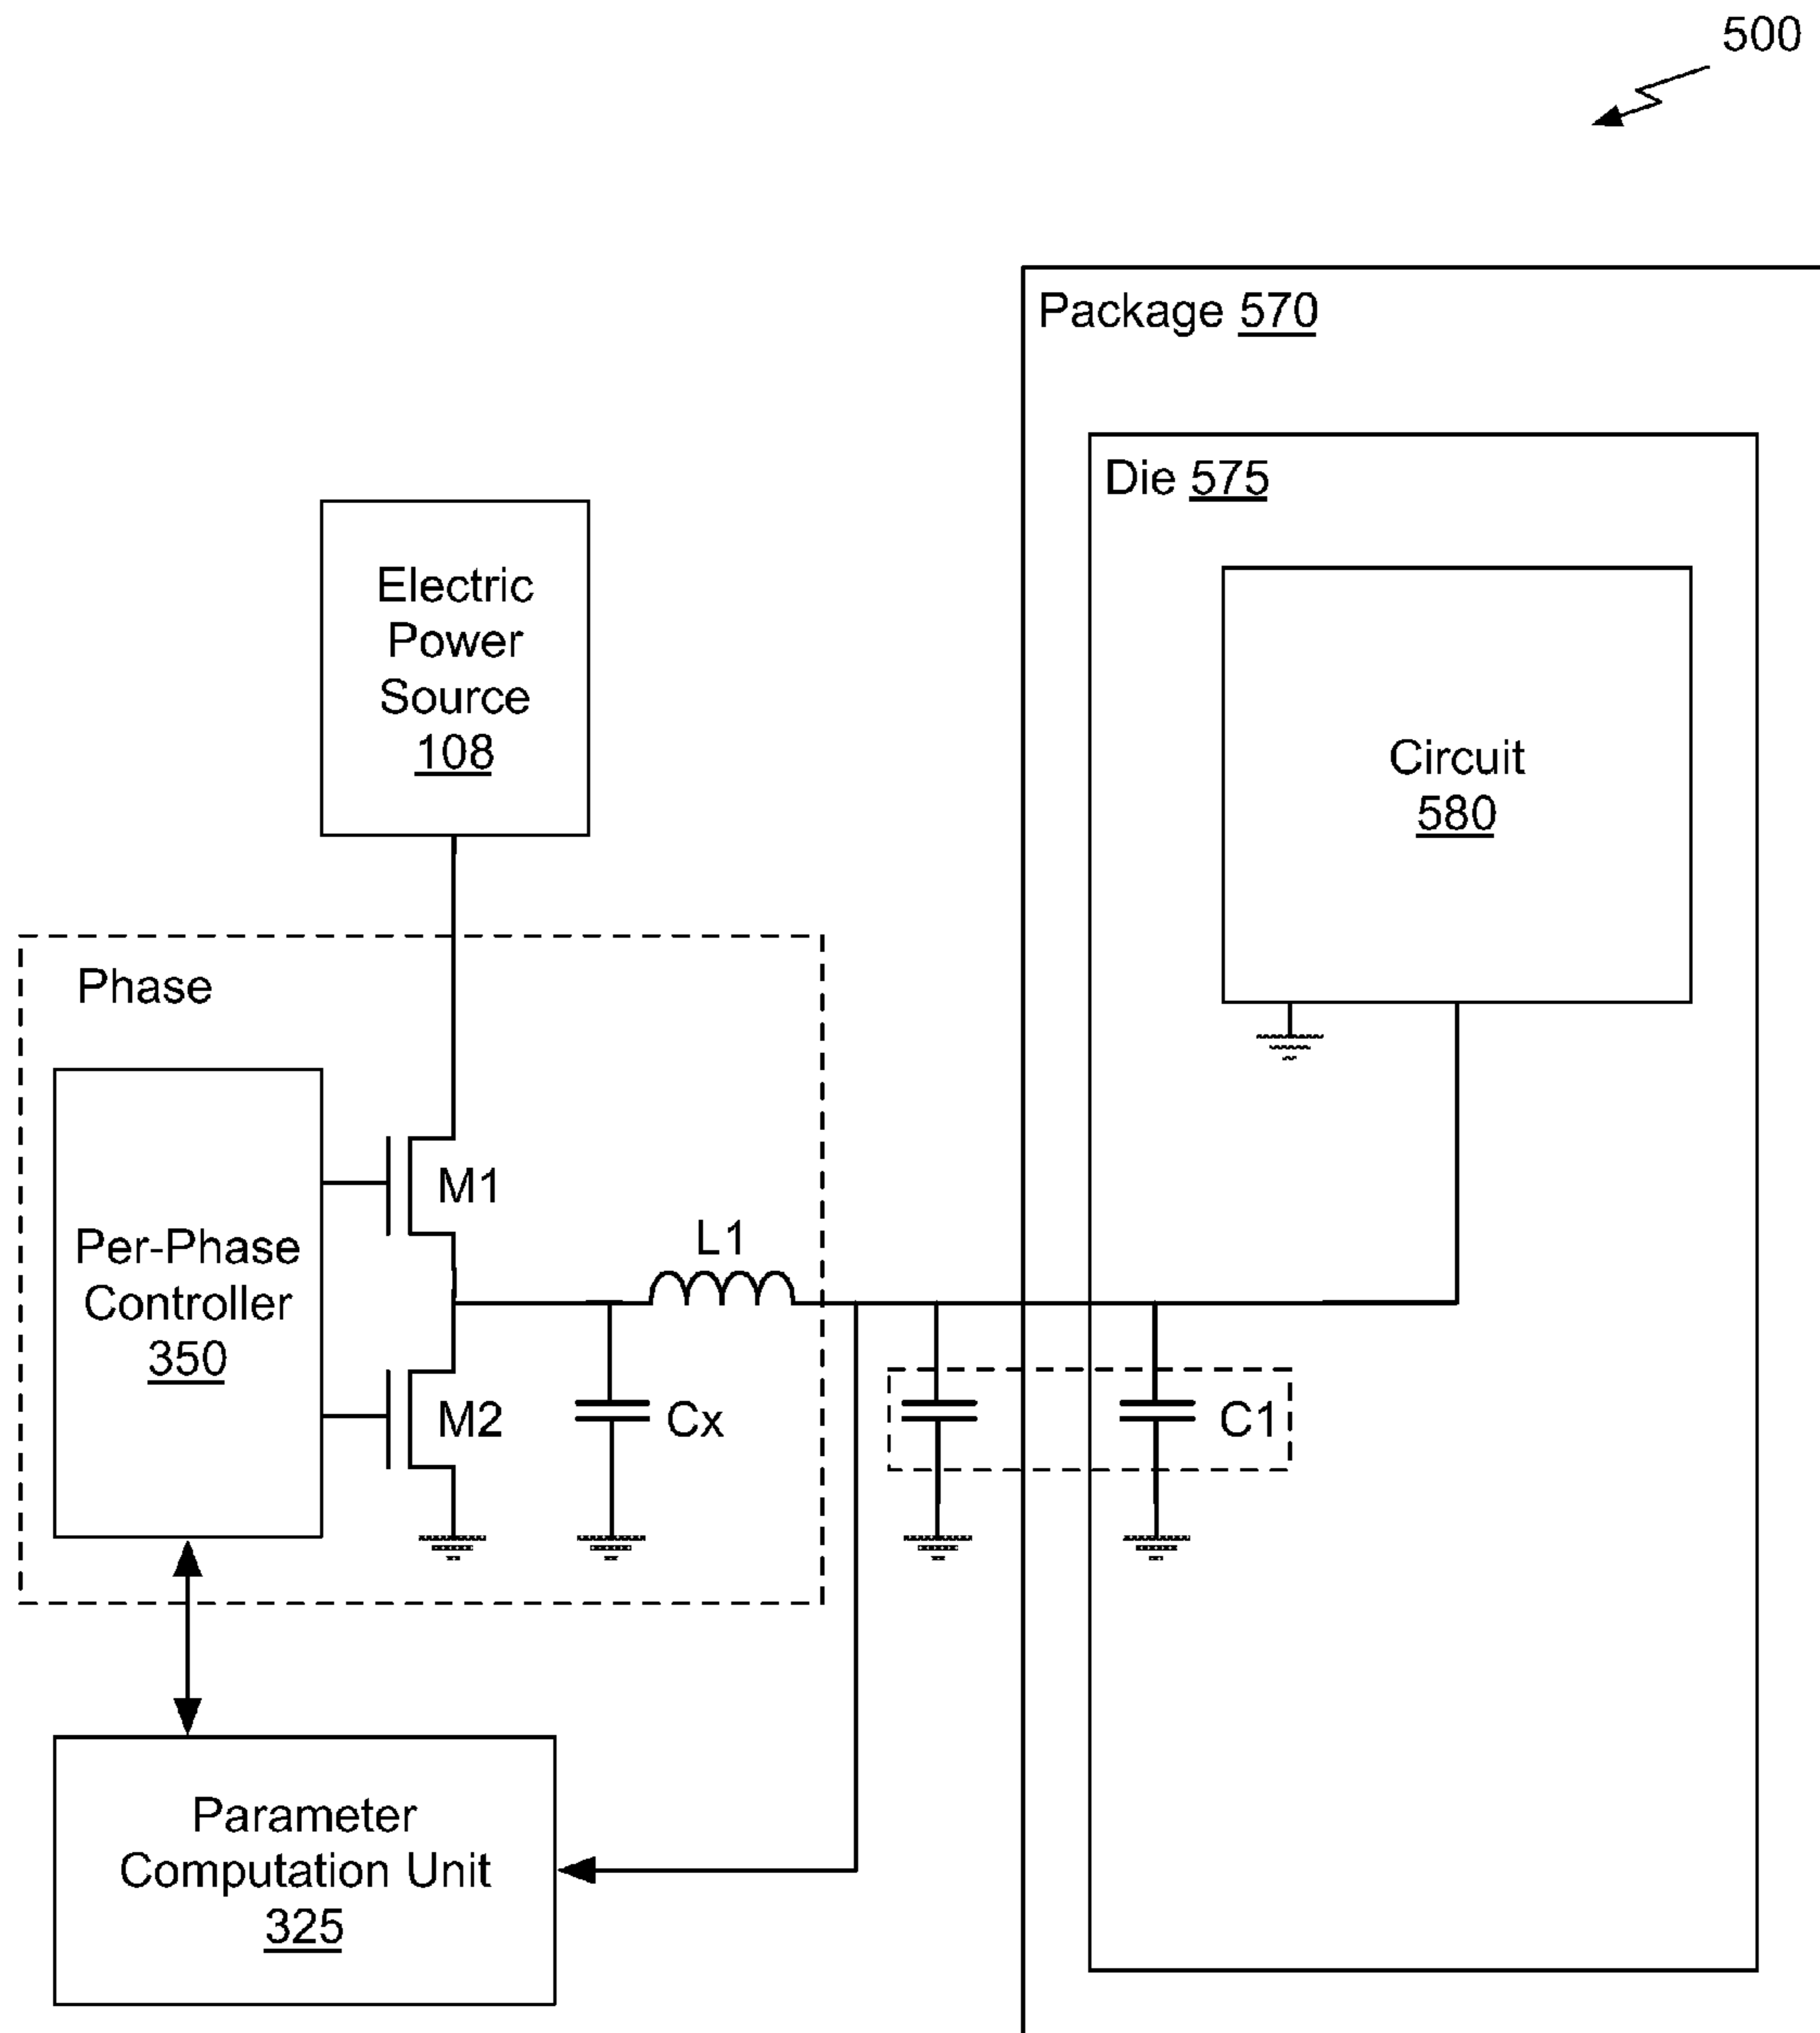 500
Package 570
Die 575
Electric
Power
Source
108
Circuit
580
Phase
M1
Per-Phase
Controller
350
L1
M2
Cx
C1
Parameter
Computation Unit
325